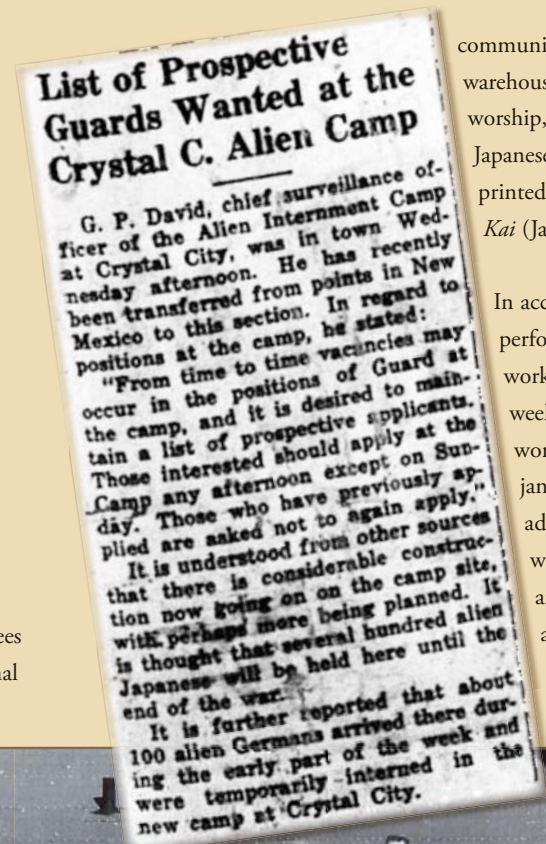 List of Prospective
Guards Wanted at the
Crystal C. Alien Camp
G. P. David, chief surveillance of-
ficer of the Alien Internment Camp
at Crystal City, was in town Wed-
nesday afternoon. He has recently
been transferred from points in New
Mexico to this section. In regard to
positions at the camp, he stated:
"From time to time vacancies may
occur in the positions of Guard at
the camp, and it is desired to main-
tain a list of prospective applicants.
Those interested should apply at the
Camp any afternoon except on Sun-
day. Those who have previously ap-
plied are asked not to again apply."
It is understood from other sources
that there is considerable construc-
tion now going on on the camp site,
with perhaps more being planned. It
is thought that several hundred alien
Japanese will be held here until the
end of the war.
It is further reported that about
100 alien Germans arrived there dur-
ing the early part of the week and
were temporarily interned in the
new camp at Crystal City.
communi
warehous
worship,
Japanese
printed
Kai (Ja
In acc
perfo
work
week
wor
jan
ad
w
a
a
ees
nal